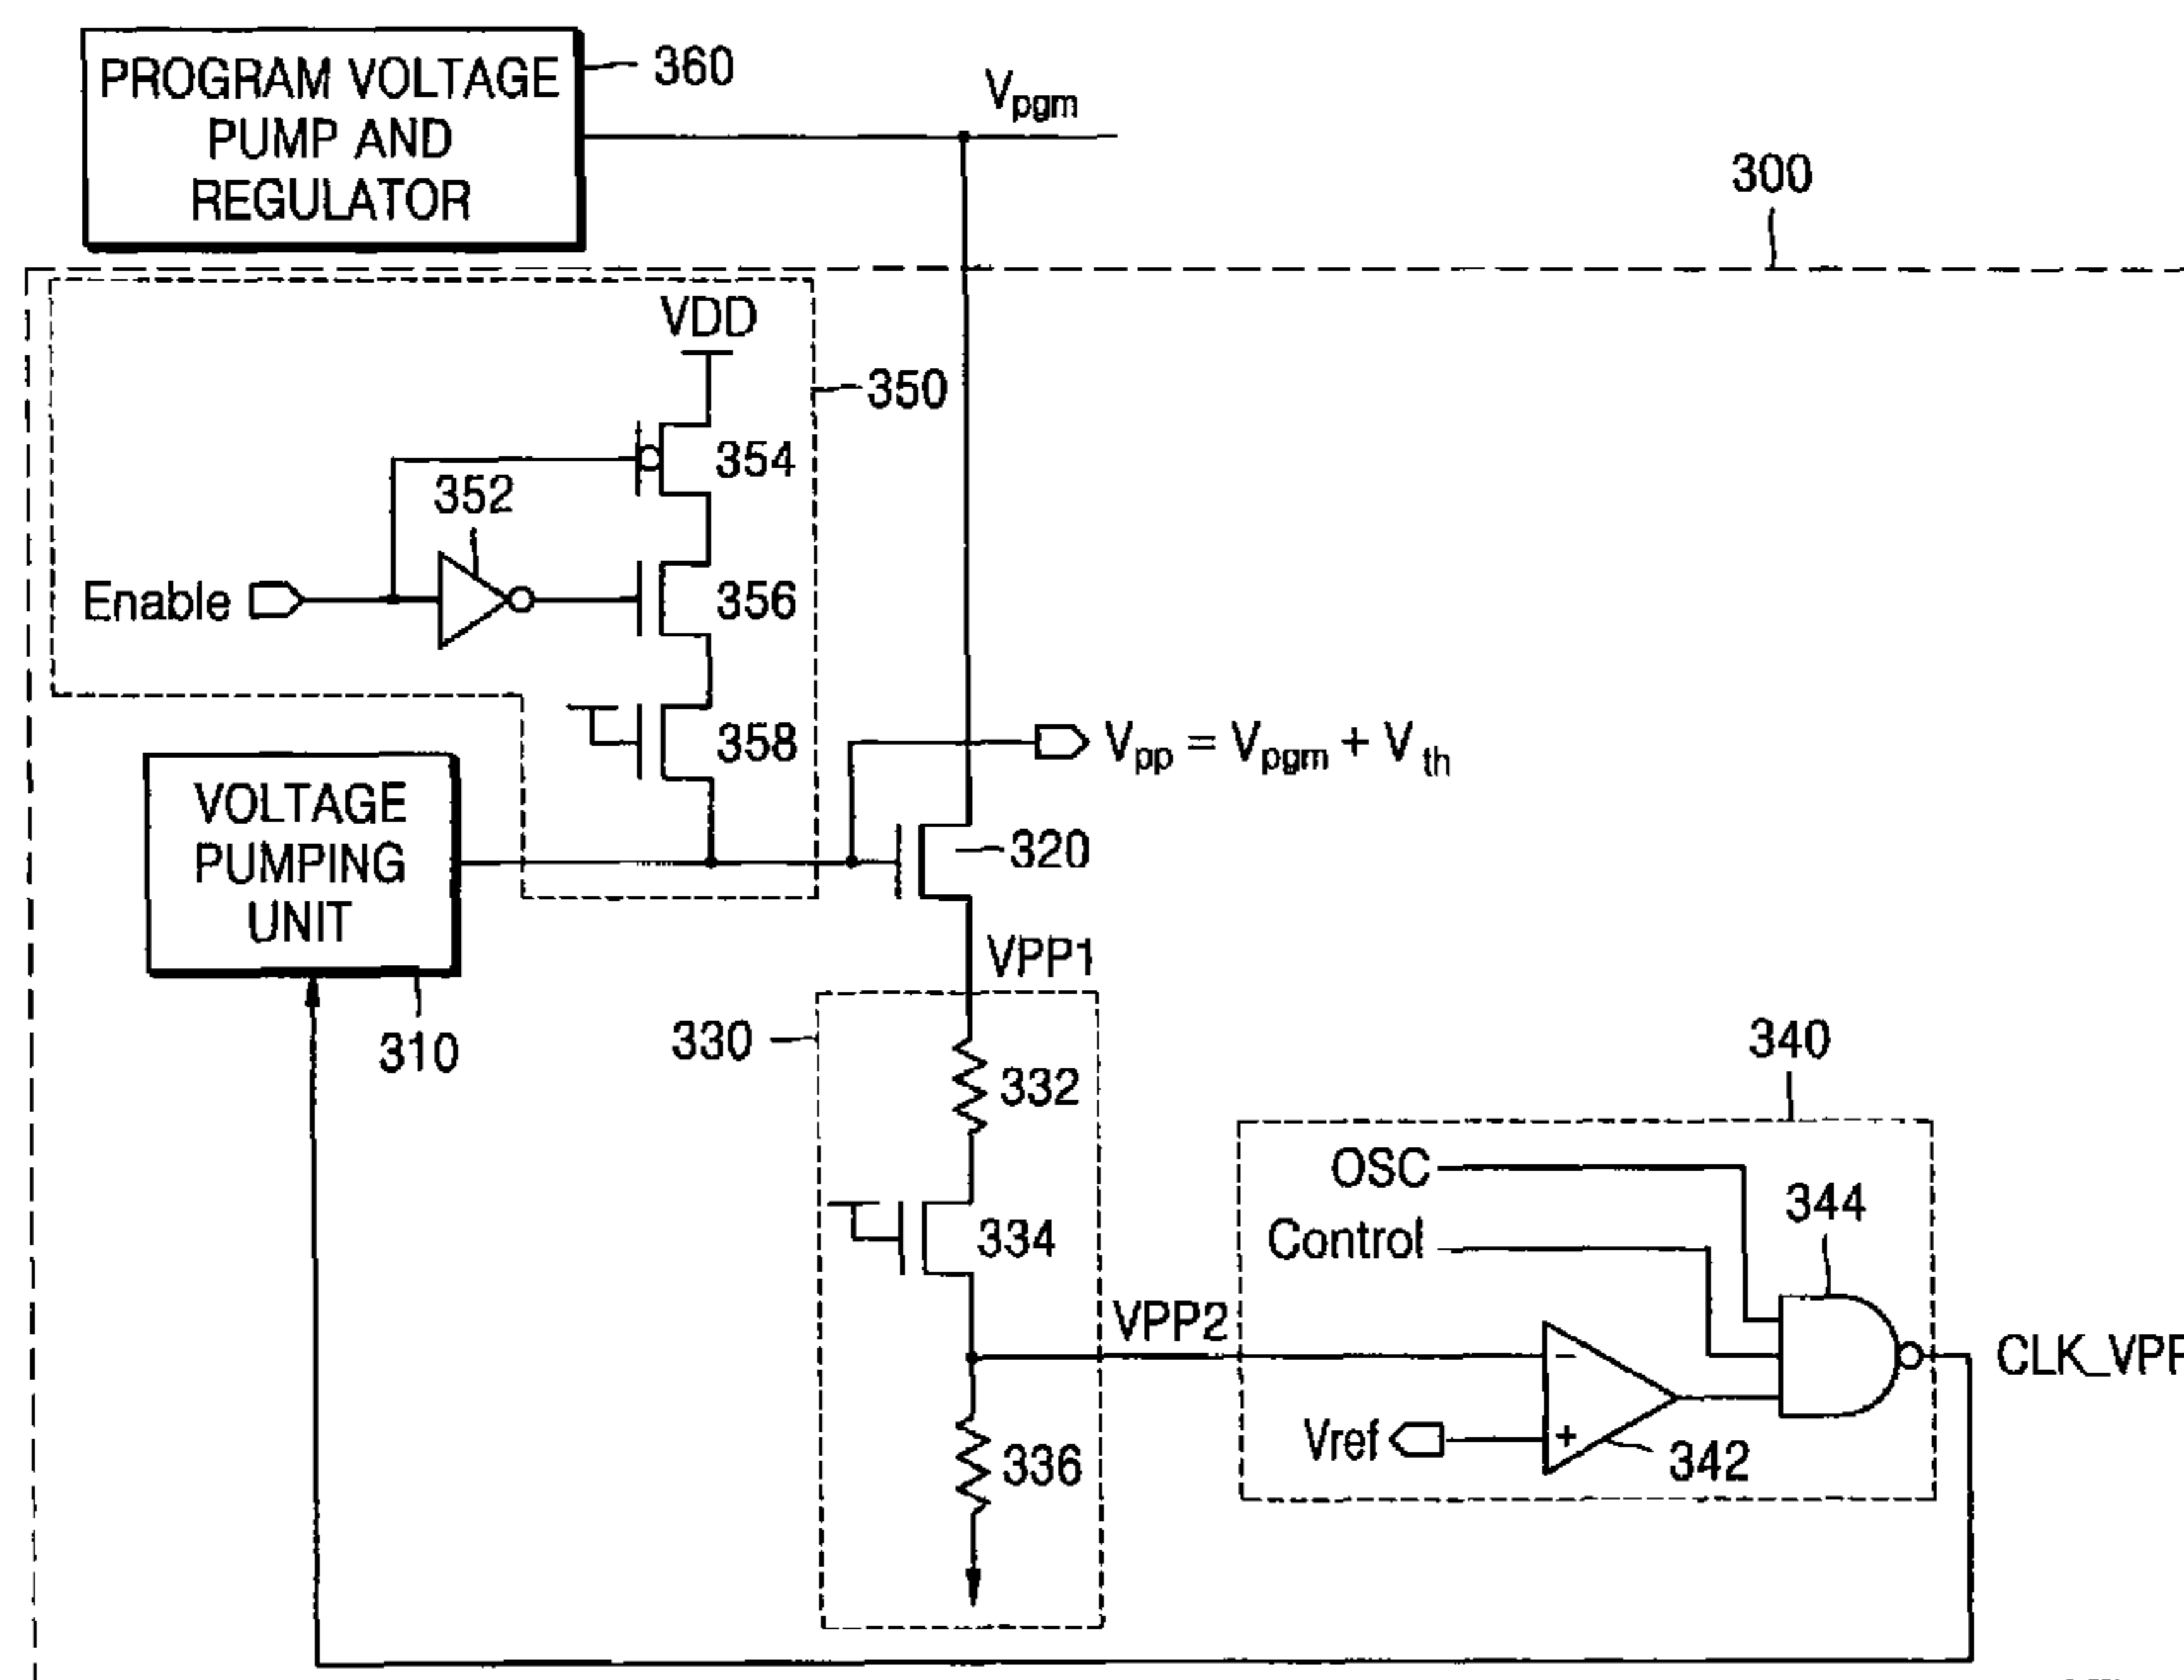 PROGRAM VOLTAGE
PUMP AND
REGULATOR
360
Vpgm
300
VDD
350
354
352
Enable
356
358
Vpp = Vpgm + Vth
VOLTAGE
PUMPING
UNIT
320
VPP1
310
330
332
340
OSC
344
Control
334
VPP2
CLK_VPP
−
Vref
+
342
336